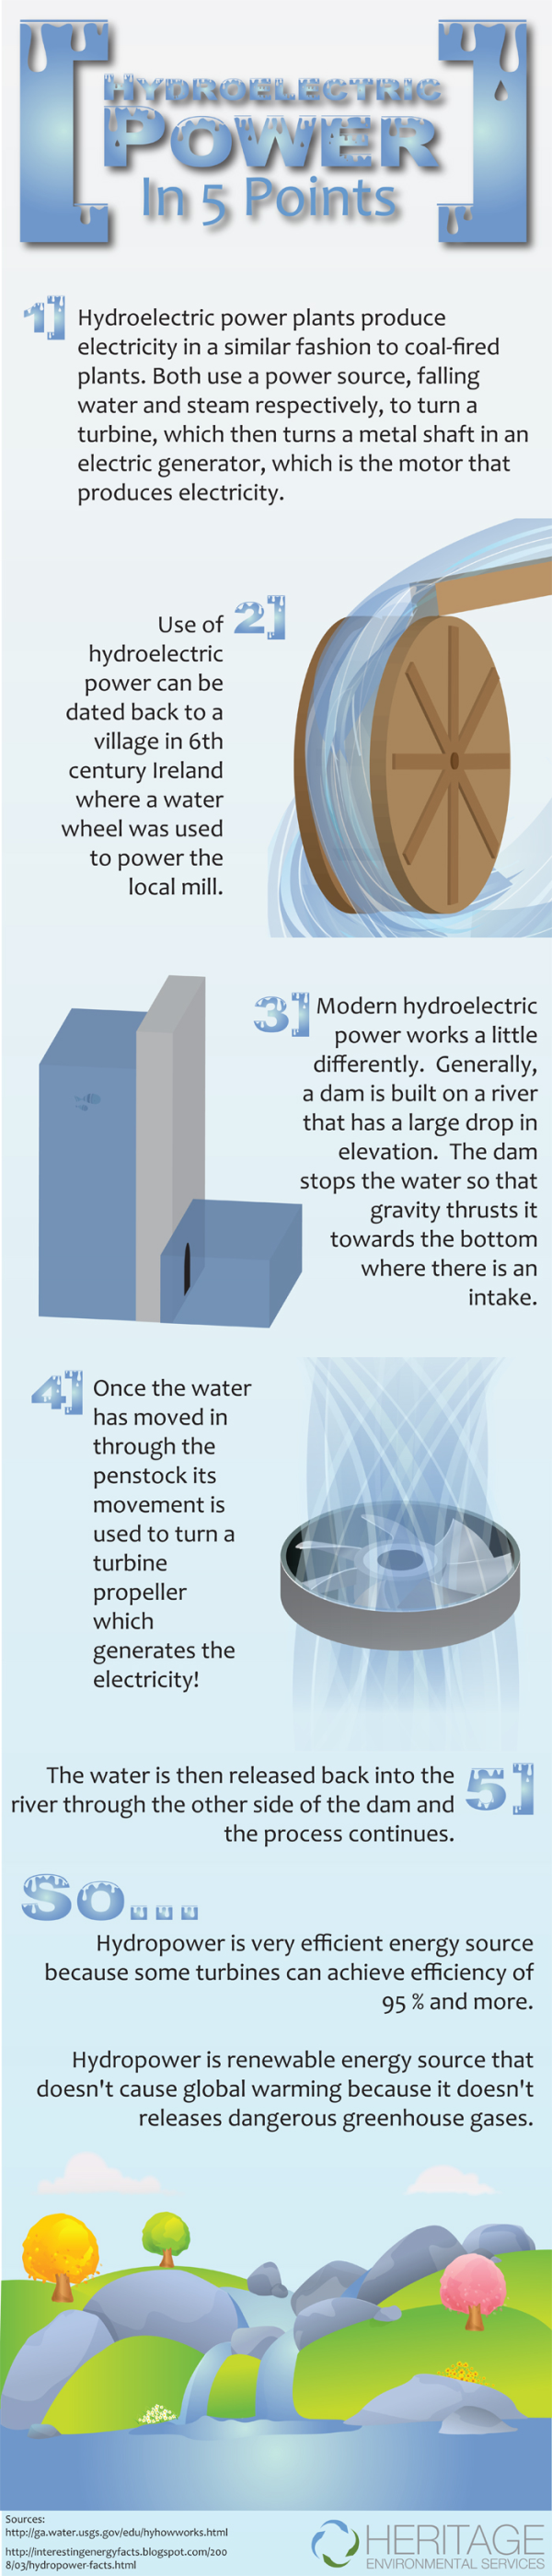 Hydroelectric
Power
In 5 Points
1] Hydroelectric power plants produce
electricity in a similar fashion to coal-fired
plants. Both use a power source, falling
water and steam respectively, to turn a
turbine, which then turns a metal shaft in an
electric generator, which is the motor that
produces electricity.
Use of 2]
hydroelectric
power can be
dated back to a
village in 6th
century Ireland
where a water
wheel was used
to power the
local mill.
3] Modern hydroelectric
power works a little
differently. Generally,
a dam is built on a river
that has a large drop in
elevation. The dam
stops the water so that
gravity thrusts it
towards the bottom
where there is an
intake.
4] Once the water
has moved in
through the
penstock its
movement is
used to turn a
turbine
propeller
which
generates the
electricity!
The water is then released back into the 5]
river through the other side of the dam and
the process continues.
So...
Hydropower is very efficient energy source
because some turbines can achieve efficiency of
95 % and more.
Hydropower is renewable energy source that
doesn't cause global warming because it doesn't
releases dangerous greenhouse gases.
Sources:
http://ga.water.usgs.gov/edu/hyhowworks.html
http://interestingenergyfacts.blogspot.com/200
8/03/hydropower-facts.html
HERITAGE
ENVIRONMENTAL SERVICES